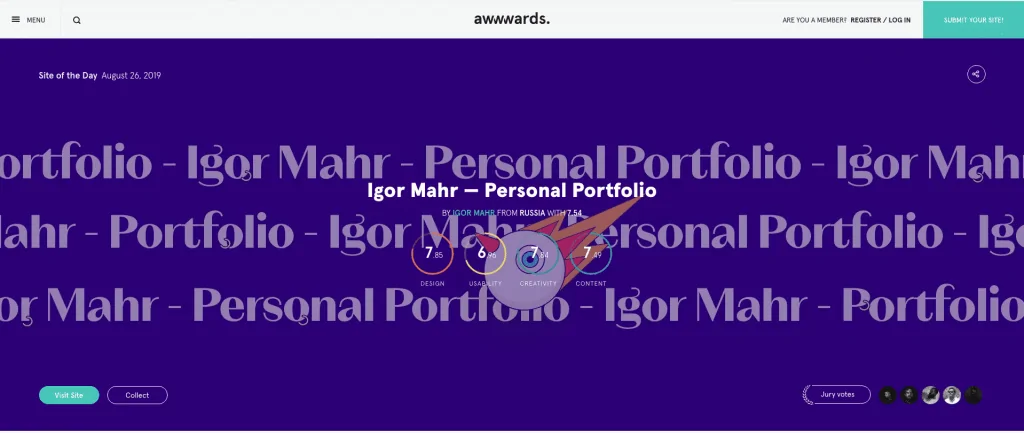 MENU
awwwards.
ARE YOU A MEMBER? REGISTER / LOG IN
SUBMIT YOUR SITE!
Site of the Day August 26, 2019
ortfolio - Igor Mahr - Personal Portfolio - Igor Mah
Igor Mahr — Personal Portfolio
BY IGOR MAHR FROM RUSSIA WITH 7.54
Mahr - Portfolio - Igor Mahr - Personal Portfolio - Ig
7.85 6.96 7.84 7.49
DESIGN USABILITY CREATIVITY CONTENT
or Mahr - Personal Portfolio - Igor Mahr - Portfolio
Visit Site
Collect
Jury votes